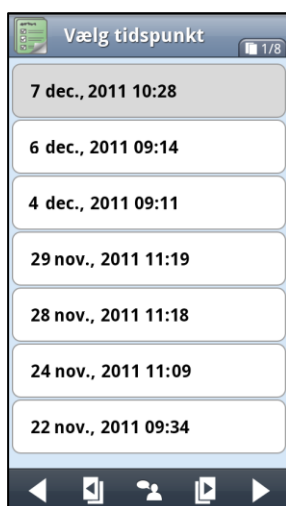 Vælg tidspunkt
1/8
7 dec., 2011 10:28
6 dec., 2011 09:14
4 dec., 2011 09:11
29 nov., 2011 11:19
28 nov., 2011 11:18
24 nov., 2011 11:09
22 nov., 2011 09:34